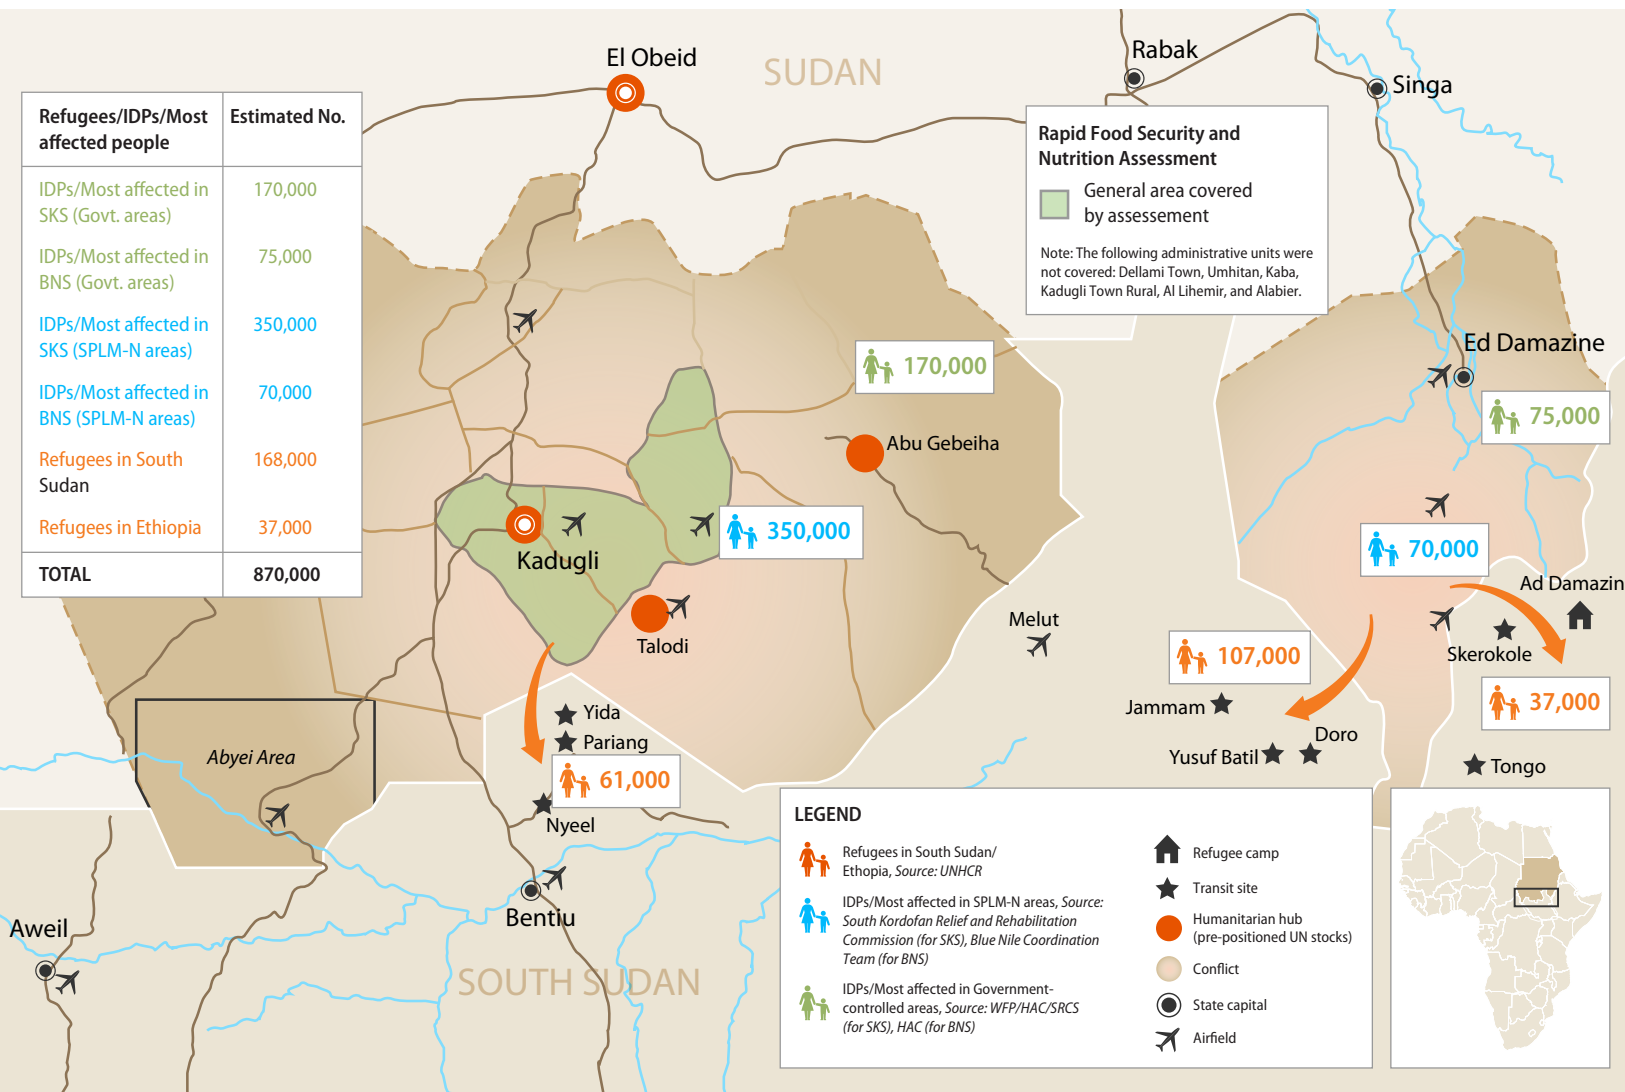 El Obeid
SUDAN
Rabak
Singa
Refugees/IDPs/Most
affected people
Estimated No.
IDPs/Most affected in
SKS (Govt. areas)
170,000
IDPs/Most affected in
BNS (Govt. areas)
75,000
IDPs/Most affected in
SKS (SPLM-N areas)
350,000
IDPs/Most affected in
BNS (SPLM-N areas)
70,000
Refugees in South
Sudan
168,000
Refugees in Ethiopia
37,000
TOTAL
870,000
Rapid Food Security and
Nutrition Assessment
General area covered
by assessement
Note: The following administrative units were
not covered: Dellami Town, Umhitan, Kaba,
Kadugli Town Rural, Al Lihemir, and Alabier.
Ed Damazine
170,000
75,000
Abu Gebeiha
350,000
Kadugli
70,000
Ad Damazin
Talodi
Melut
Skerokole
107,000
37,000
Jammam
Yida
Pariang
Doro
Yusuf Batil
Tongo
Abyei Area
61,000
Nyeel
Bentiu
Aweil
SOUTH SUDAN
LEGEND
Refugees in South Sudan/
Ethopia, Source: UNHCR
IDPs/Most affected in SPLM-N areas, Source:
South Kordofan Relief and Rehabilitation
Commission (for SKS), Blue Nile Coordination
Team (for BNS)
IDPs/Most affected in Government-
controlled areas, Source: WFP/HAC/SRCS
(for SKS), HAC (for BNS)
Refugee camp
Transit site
Humanitarian hub
(pre-positioned UN stocks)
Conflict
State capital
Airfield